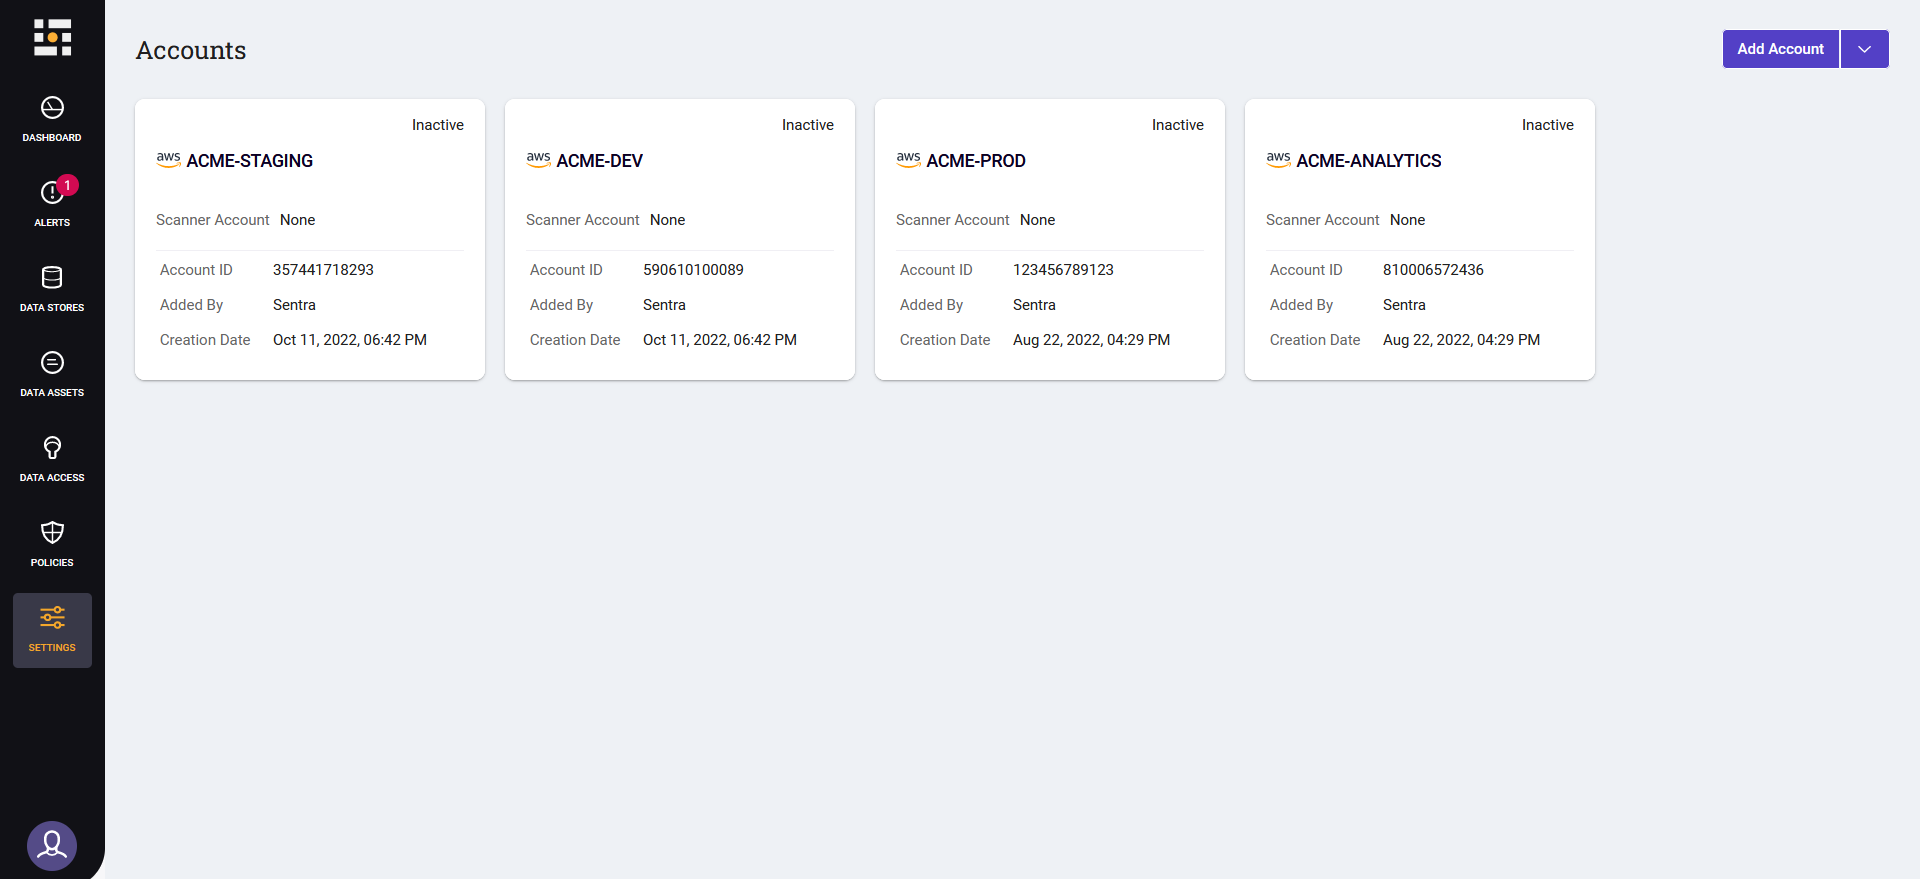 Accounts
Add Account
DASHBOARD
1
ALERTS
DATA STORES
DATA ASSETS
DATA ACCESS
POLICIES
SETTINGS
Inactive
aws ACME-STAGING
Scanner Account None
Account ID 357441718293
Added By Sentra
Creation Date Oct 11, 2022, 06:42 PM
Inactive
aws ACME-DEV
Scanner Account None
Account ID 590610100089
Added By Sentra
Creation Date Oct 11, 2022, 06:42 PM
Inactive
aws ACME-PROD
Scanner Account None
Account ID 123456789123
Added By Sentra
Creation Date Aug 22, 2022, 04:29 PM
Inactive
aws ACME-ANALYTICS
Scanner Account None
Account ID 810006572436
Added By Sentra
Creation Date Aug 22, 2022, 04:29 PM